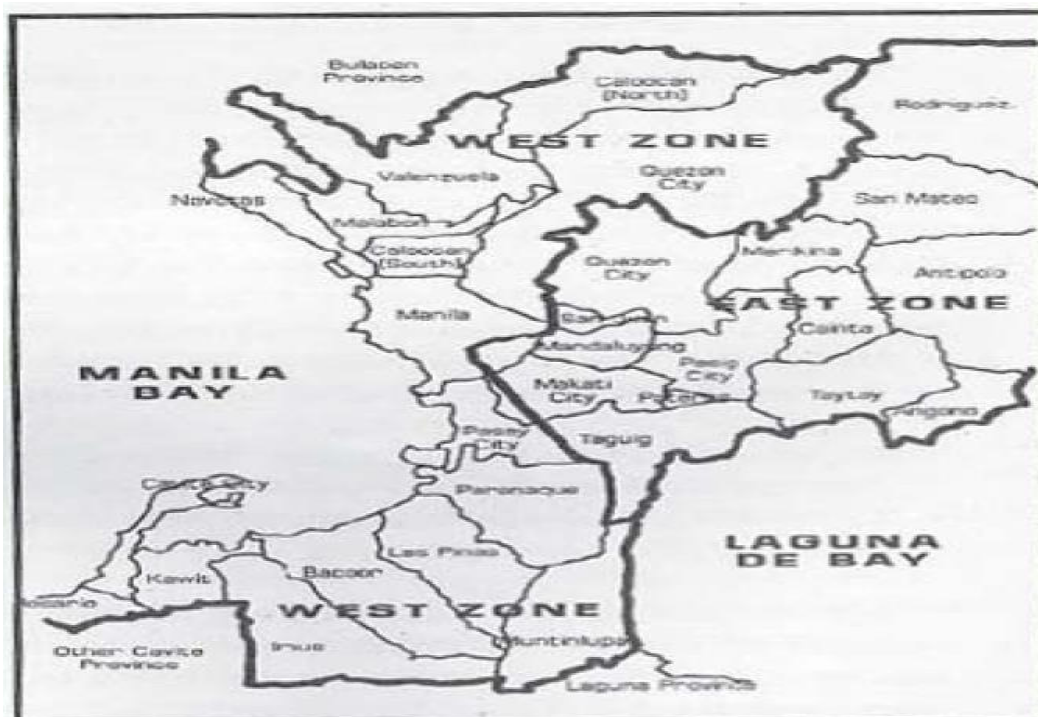 Bulacan
Province
Caloocan
[North]
Rodriguez
WEST ZONE
Valenzuela
Quezon
City
San Mateo
Navotas
Malabon
Caloocan
[South]
Quezon
City
Marikina
Antipolo
EAST ZONE
Manila
San Juan
Cainta
Mandaluyong
MANILA
BAY
Makati
City
Pasig
City
Pateros
Taytay
Angono
Pasay
City
Taguig
Cavite City
Paranaque
LAGUNA
DE BAY
Las Pinas
Bacoor
Kawit
Rosario
WEST ZONE
Imus
Muntinlupa
Other Cavite
Province
Laguna Province